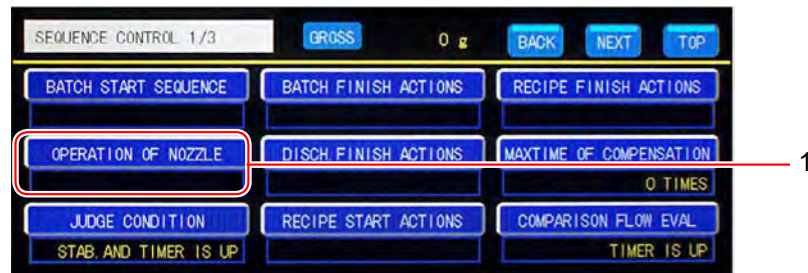 SEQUENCE CONTROL 1/3 GROSS 0 g BACK NEXT TOP
BATCH START SEQUENCE BATCH FINISH ACTIONS RECIPE FINISH ACTIONS
OPERATION OF NOZZLE DISCH. FINISH ACTIONS MAXTIME OF COMPENSATION 1
0 TIMES
JUDGE CONDITION RECIPE START ACTIONS COMPARISON FLOW EVAL
STAB. AND TIMER IS UP TIMER IS UP